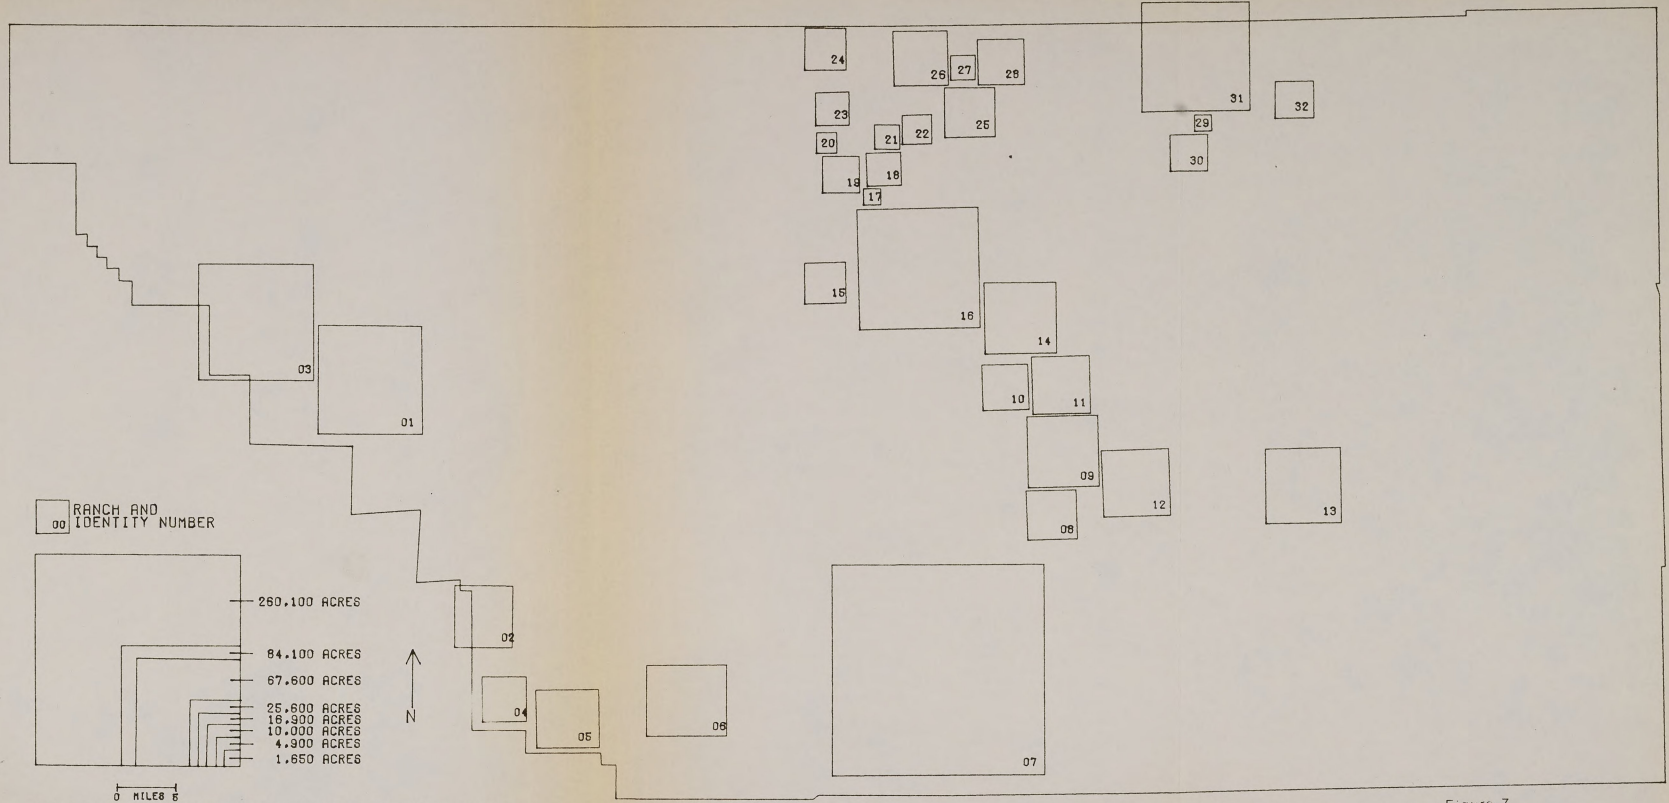 24
26
27
28
31
32
23
25
29
20
21
22
30
19
18
17
15
16
14
03
01
10
11
09
12
13
08
00
RANCH AND
IDENTITY NUMBER
260,100 ACRES
84,100 ACRES
67,600 ACRES
25,600 ACRES
16,900 ACRES
10,000 ACRES
4,900 ACRES
1,650 ACRES
N
0 MILES 5
02
04
05
06
07
Figure 7